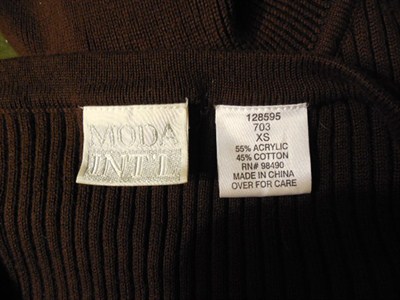 MODA
INT'L
128595
703
XS
55% ACRYLIC
45% COTTON
RN# 98490
MADE IN CHINA
OVER FOR CARE